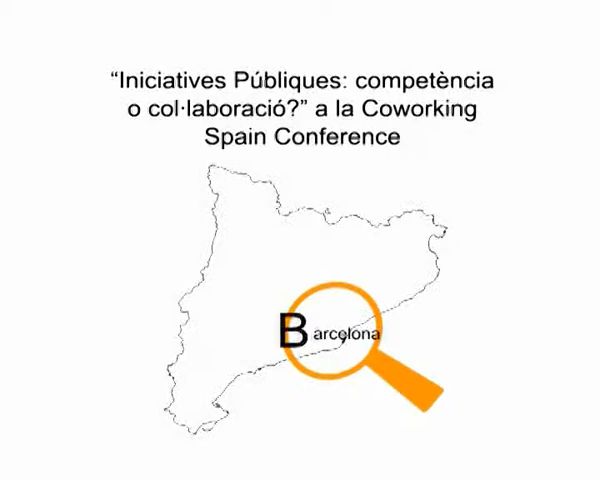 “Iniciatives Públiques: competència
o col·laboració?” a la Coworking
Spain Conference
Barcelona